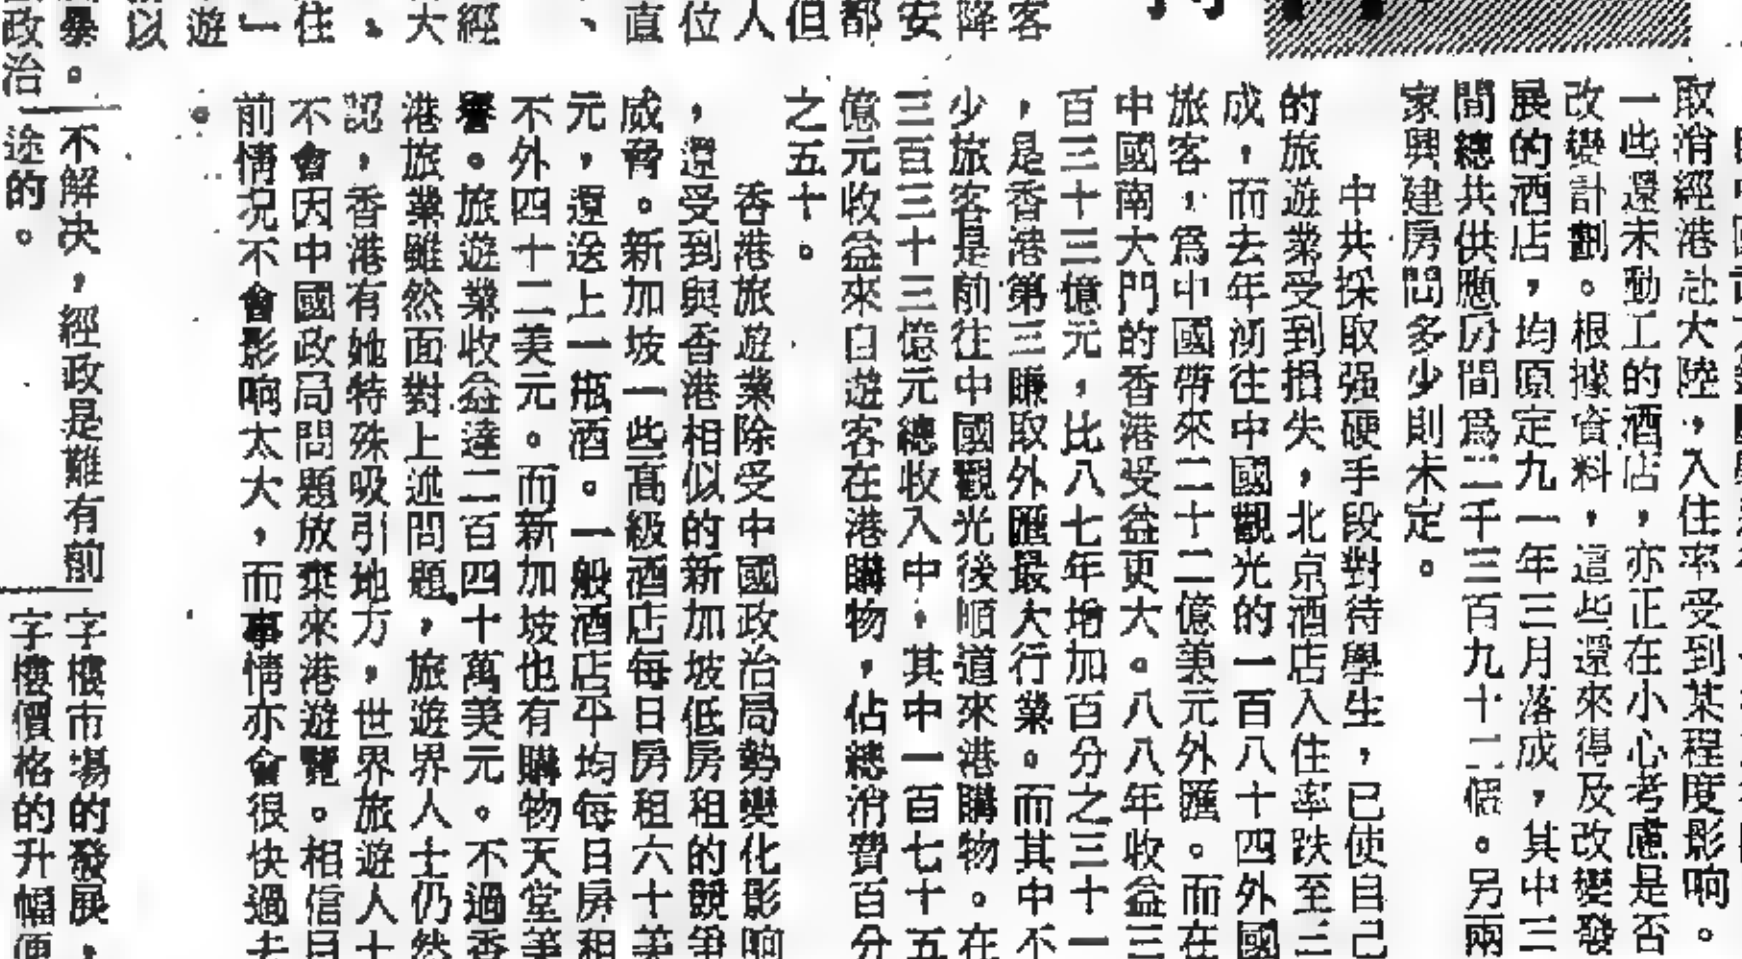 客
降
安
都
但
人
位
直
、
經
大
、
住
一
遊
以
取消經港赴大陸，入住率受到某程度影响。
一些還未動工的酒店，亦正在小心考慮是否
改變計劃。根據資料，這些還來得及改變發
展的酒店，均原定九一年三月落成，其中三
間總共供應房間爲二千三百九十二個。另兩
家興建房間多少則未定。
中共採取强硬手段對待學生，已使自己
的旅遊業受到損失，北京酒店入住率跌至三
成，而去年前往中國觀光的一百八十四外國
旅客，爲中國帶來二十二億美元外匯。而在
中國南大門的香港受益更大。八八年收益三
百三十三億元，比八七年增加百分之三十一
，是香港第三賺取外匯最大行業。而其中不
少旅客是前往中國觀光後順道來港購物。在
三百三十三億元總收入中，其中一百七十五
億元收益來自遊客在港購物，佔總消費百分
之五十。
香港旅遊業除受中國政治局勢變化影响
，還受到與香港相似的新加坡低房租的競爭
威脅。新加坡一些高級酒店每日房租六十美
元，還送上一瓶酒。一般酒店平均每日房租
不外四十二美元。而新加坡也有購物天堂美
譽。旅遊業收益達二百四十萬美元。不過香
港旅業雖然面對上述問題，旅遊界人士仍然
認，香港有她特殊吸引地方，世界旅遊人士
不會因中國政局問題放棄來港遊覽。相信目
前情况不會影响太大，而事情亦會很快過去
。
不解决，經政是難有前
政治
途的。
字樓市場的發展，
字樓價格的升幅便